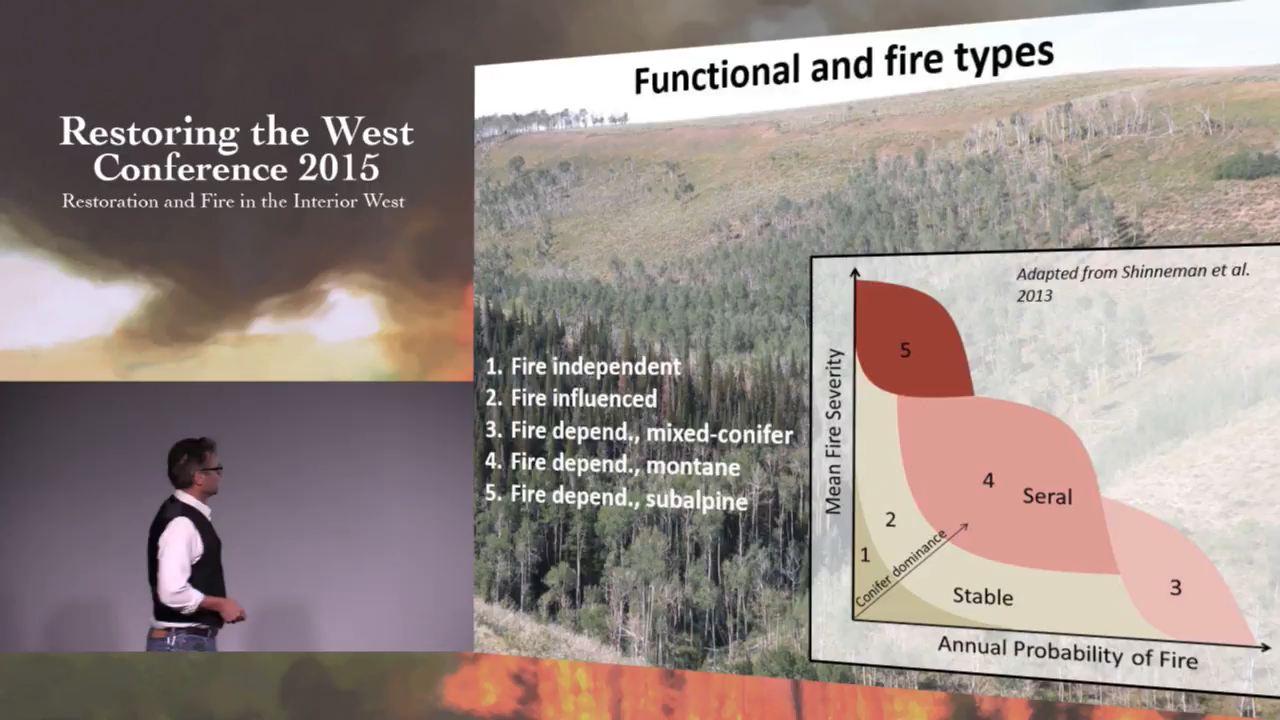 Restoring the West
Conference 2015
Restoration and Fire in the Interior West
Functional and fire types
1. Fire independent
2. Fire influenced
3. Fire depend., mixed-conifer
4. Fire depend., montane
5. Fire depend., subalpine
Adapted from Shinneman et al.
2013
Mean Fire Severity
5
4
Seral
2
1
Conifer dominance
3
Stable
Annual Probability of Fire